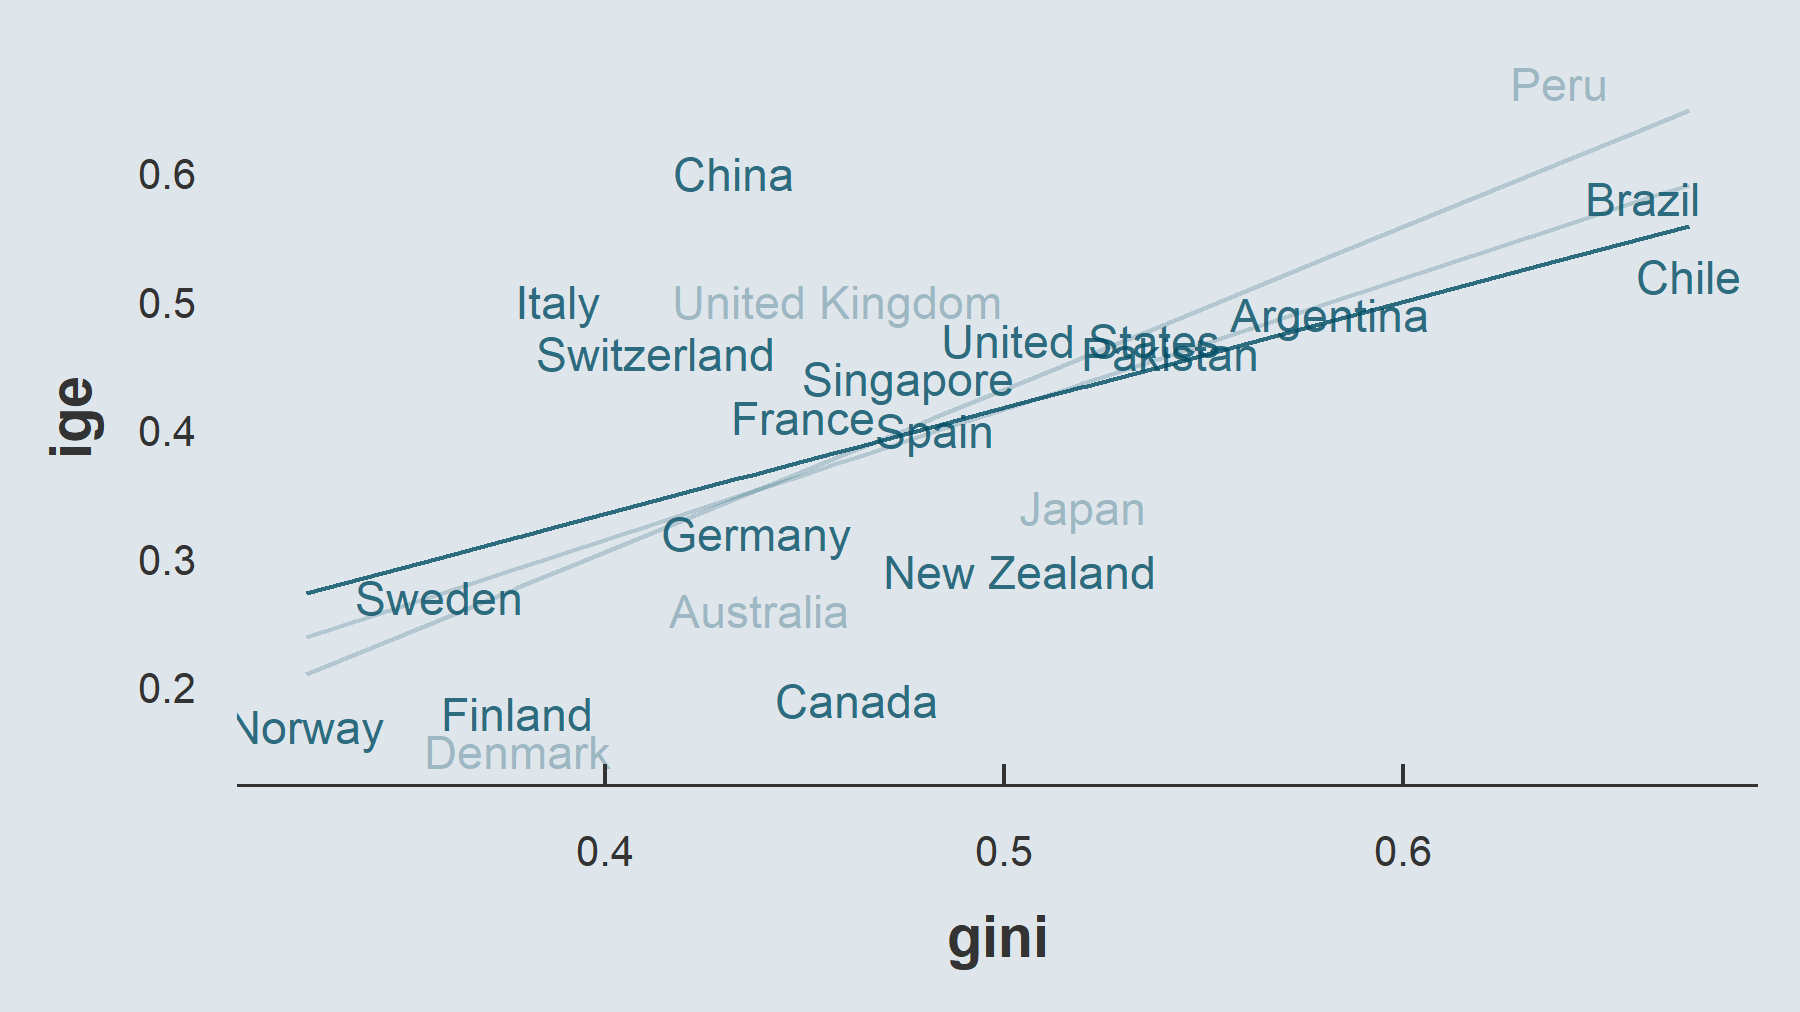 Peru
0.6
China
Brazil
Chile
0.5
Italy
United Kingdom
Argentina
United States
Switzerland
Pakistan
Singapore
ige
0.4
France
Spain
Japan
Germany
0.3
New Zealand
Sweden
Australia
0.2
Canada
Finland
Norway
Denmark
0.4 0.5 0.6
gini